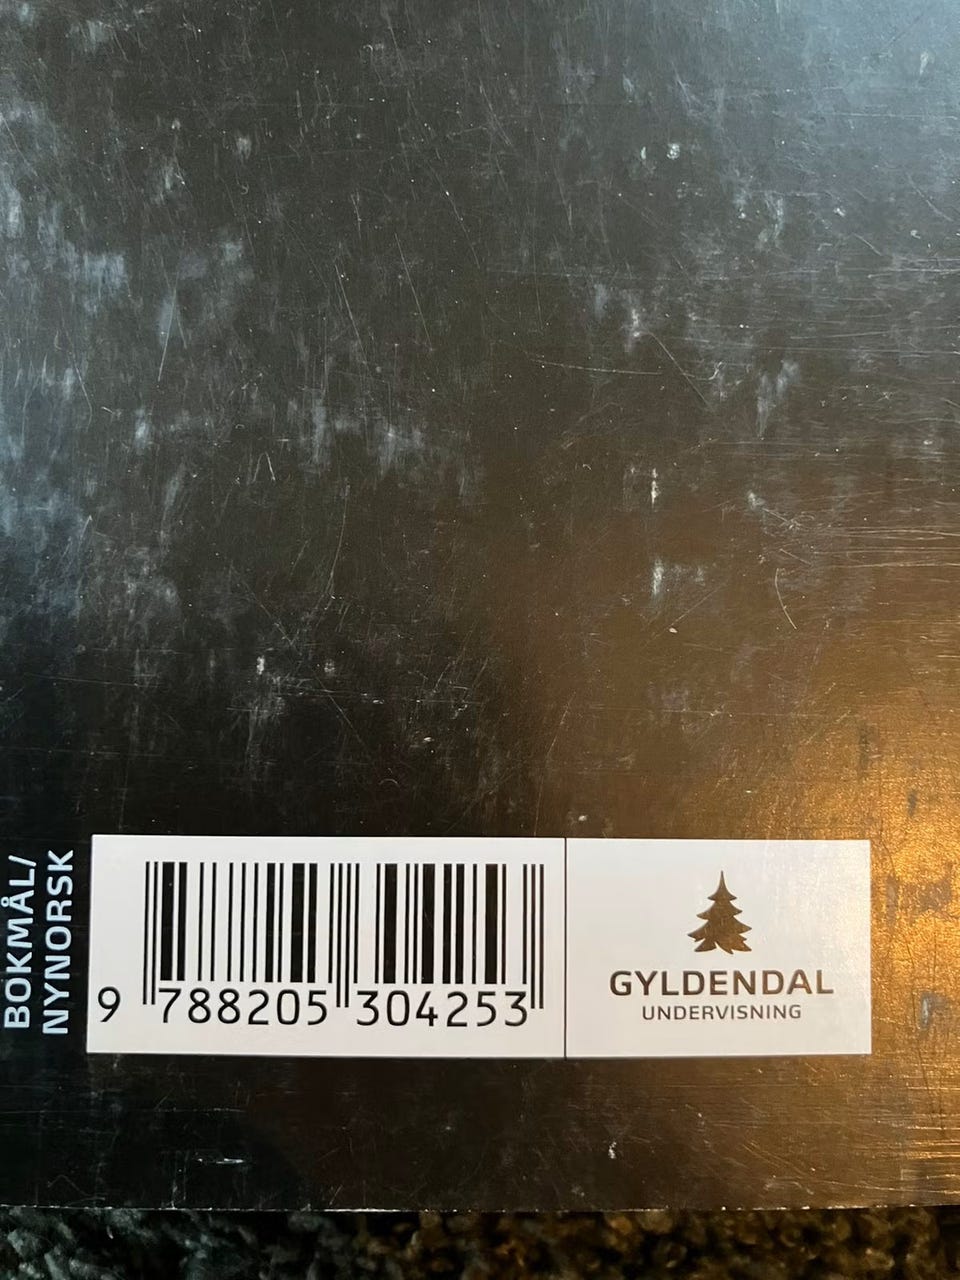 BOKMÅL/
NYNORSK
9 788205 304253
GYLDENDAL
UNDERVISNING